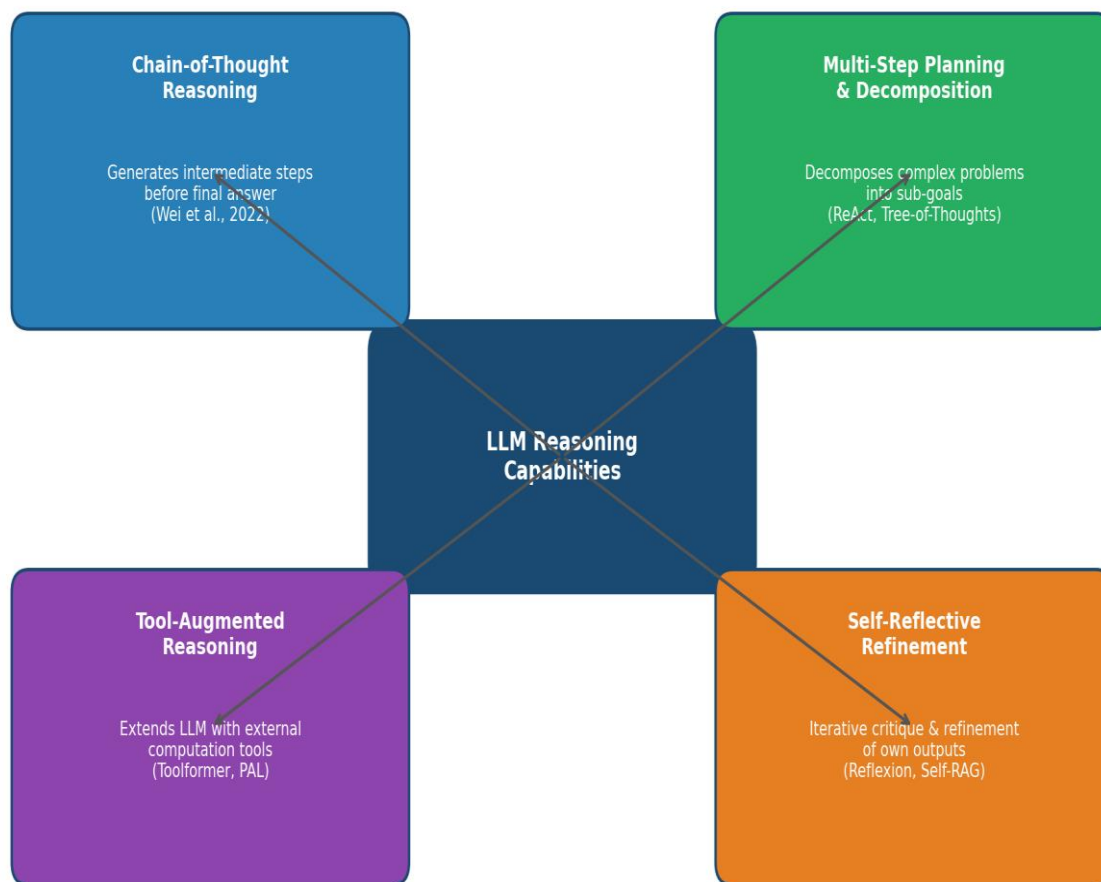 Chain-of-Thought
Reasoning
Generates intermediate steps
before final answer
(Wei et al., 2022)
Multi-Step Planning
& Decomposition
Decomposes complex problems
into sub-goals
(ReAct, Tree-of-Thoughts)
LLM Reasoning
Capabilities
Tool-Augmented
Reasoning
Extends LLM with external
computation tools
(Toolformer, PAL)
Self-Reflective
Refinement
Iterative critique & refinement
of own outputs
(Reflexion, Self-RAG)